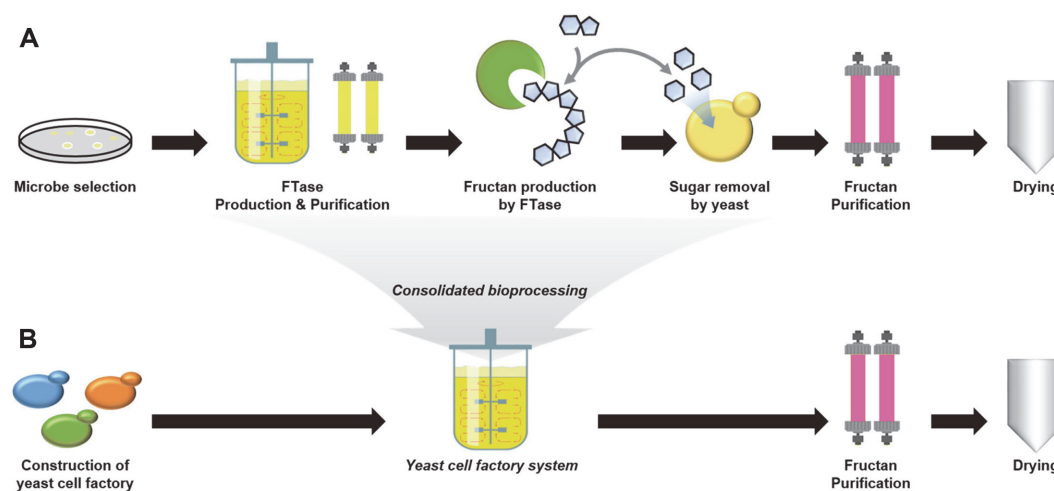 A
Microbe selection
FTase
Production & Purification
Fructan production
by FTase
Sugar removal
by yeast
Fructan
Purification
Drying
Consolidated bioprocessing
B
Construction of
yeast cell factory
Yeast cell factory system
Fructan
Purification
Drying